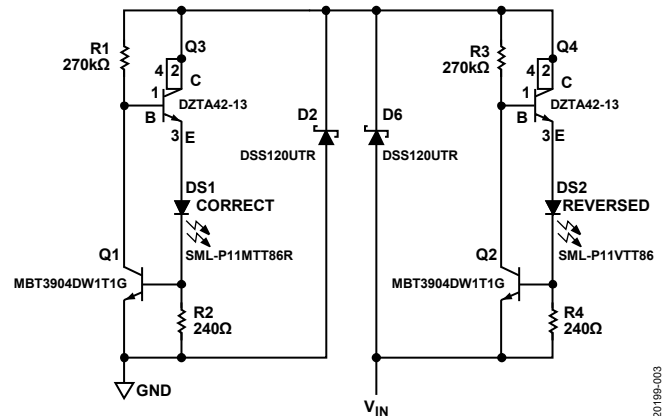 R1
270kΩ
Q3
4 2
C
1
DZTA42-13
B
3 E
DS1
CORRECT
SML-P11MTT86R
Q1
MBT3904DW1T1G
R2
240Ω
GND
D2
DSS120UTR
D6
DSS120UTR
VIN
R3
270kΩ
Q4
4 2
C
1
DZTA42-13
B
3 E
DS2
REVERSED
SML-P11VTT86
Q2
MBT3904DW1T1G
R4
240Ω
20199-003